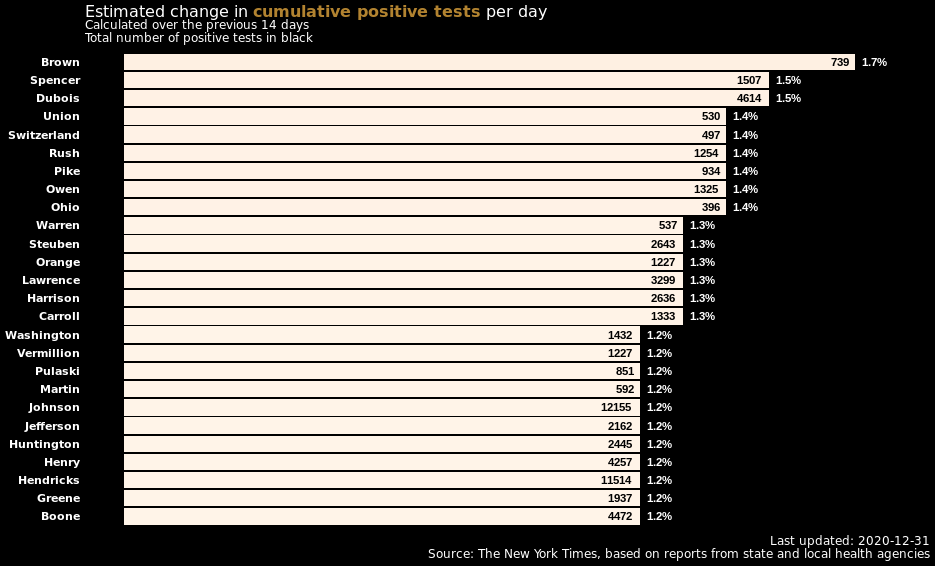 Estimated change in cumulative positive tests per day
Calculated over the previous 14 days
Total number of positive tests in black
Brown 739 1.7%
Spencer 1507 1.5%
Dubois 4614 1.5%
Union 530 1.4%
Switzerland 497 1.4%
Rush 1254 1.4%
Pike 934 1.4%
Owen 1325 1.4%
Ohio 396 1.4%
Warren 537 1.3%
Steuben 2643 1.3%
Orange 1227 1.3%
Lawrence 3299 1.3%
Harrison 2636 1.3%
Carroll 1333 1.3%
Washington 1432 1.2%
Vermillion 1227 1.2%
Pulaski 851 1.2%
Martin 592 1.2%
Johnson 12155 1.2%
Jefferson 2162 1.2%
Huntington 2445 1.2%
Henry 4257 1.2%
Hendricks 11514 1.2%
Greene 1937 1.2%
Boone 4472 1.2%
Last updated: 2020-12-31
Source: The New York Times, based on reports from state and local health agencies